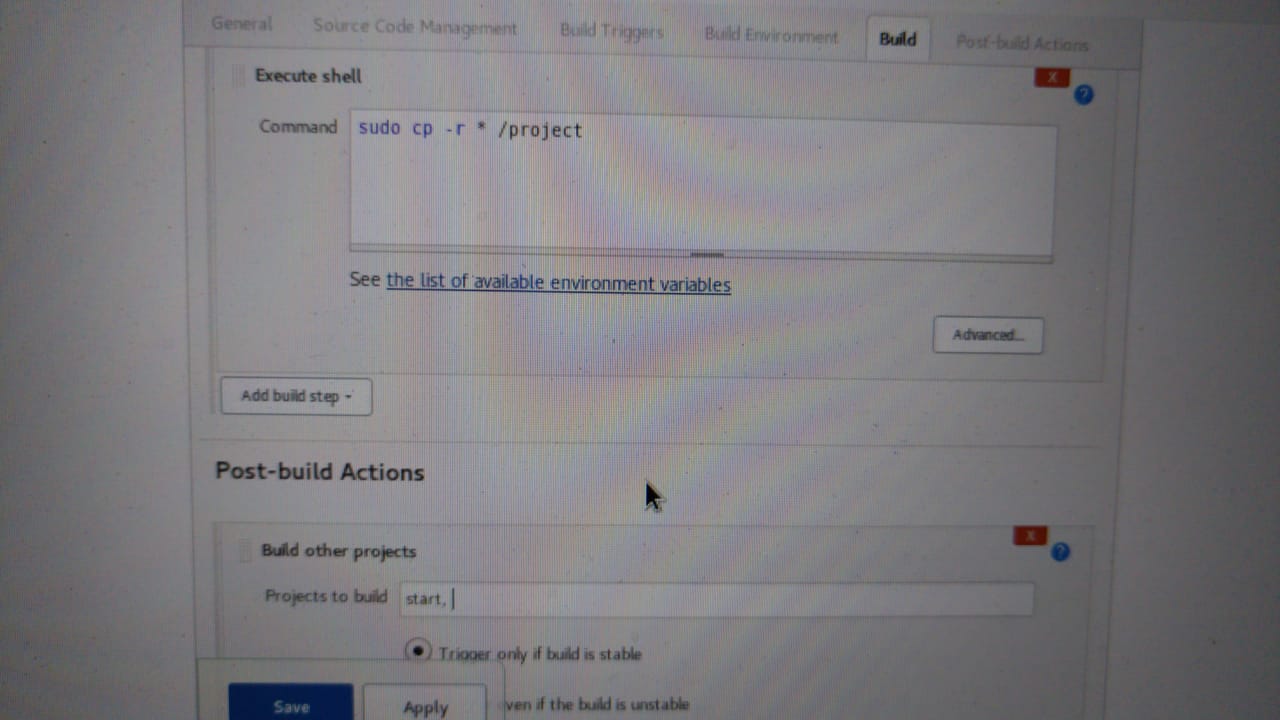 General Source Code Management Build Triggers Build Environment Build Post-build Actions
Execute shell
X
?
Command
sudo cp -r * /project
See the list of available environment variables
Advanced...
Add build step
Post-build Actions
Build other projects
X
?
Projects to build
start,
Trigger only if build is stable
ven if the build is unstable
Save
Apply